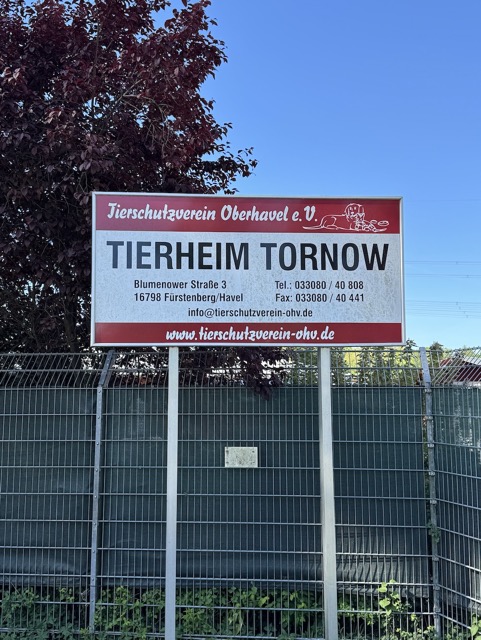 Tierschutzverein Oberhavel e.V.
TIERHEIM TORNOW
Blumenower Straße 3 Tel.: 033080 / 40 808
16798 Fürstenberg/Havel Fax: 033080 / 40 441
info@tierschutzverein-ohv.de
www.tierschutzverein-ohv.de